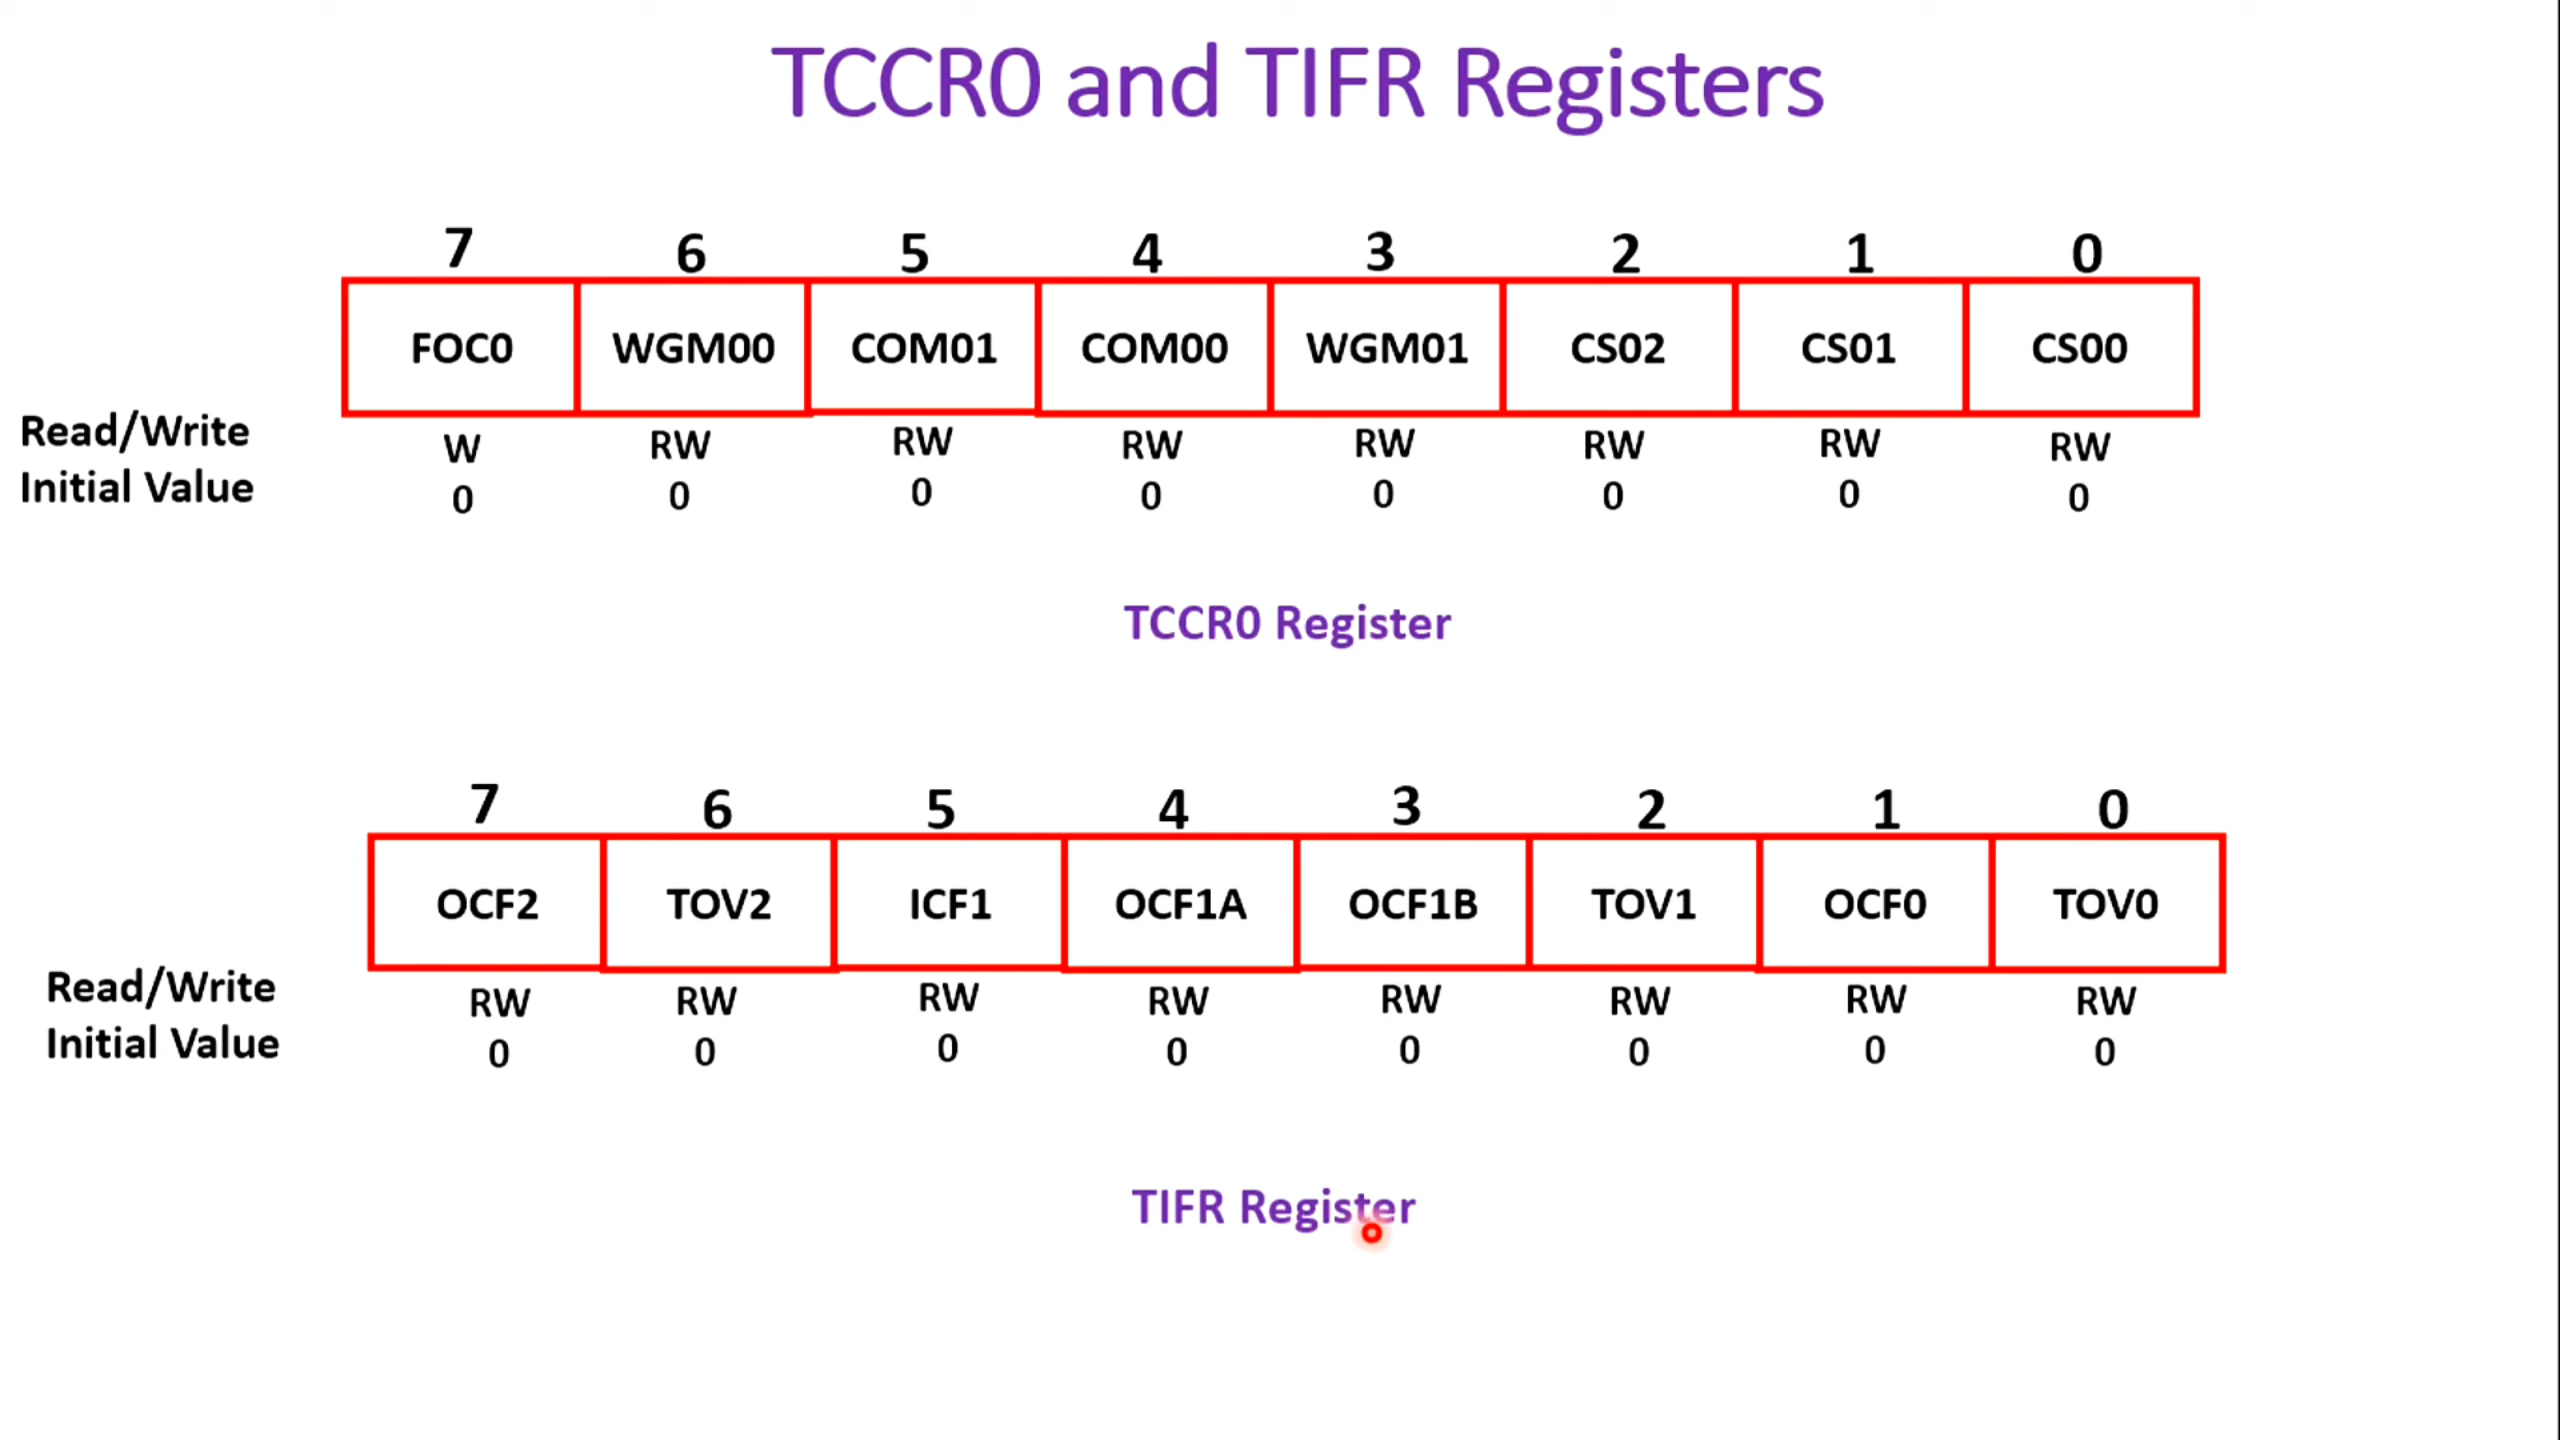 TCCR0 and TIFR Registers
7 6 5 4 3 2 1 0
FOC0 WGM00 COM01 COM00 WGM01 CS02 CS01 CS00
Read/Write W RW RW RW RW RW RW RW
Initial Value 0 0 0 0 0 0 0 0
TCCR0 Register
7 6 5 4 3 2 1 0
OCF2 TOV2 ICF1 OCF1A OCF1B TOV1 OCF0 TOV0
Read/Write RW RW RW RW RW RW RW RW
Initial Value 0 0 0 0 0 0 0 0
TIFR Register